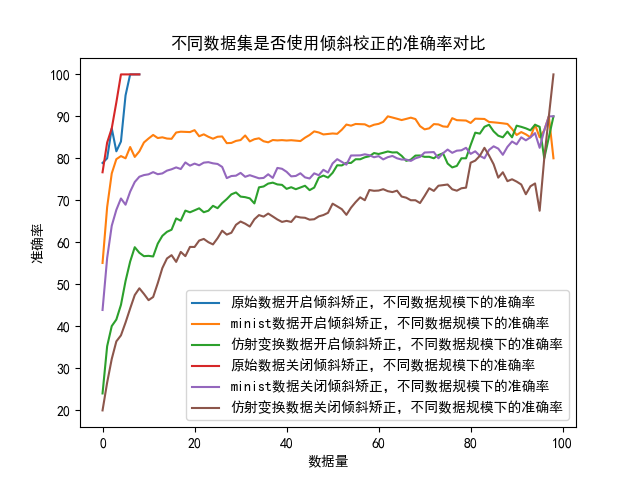 不同数据集是否使用倾斜校正的准确率对比
准确率
100
90
80
70
60
50
40
30
20
原始数据开启倾斜矫正，不同数据规模下的准确率
minist数据开启倾斜矫正，不同数据规模下的准确率
仿射变换数据开启倾斜矫正，不同数据规模下的准确率
原始数据关闭倾斜矫正，不同数据规模下的准确率
minist数据关闭倾斜矫正，不同数据规模下的准确率
仿射变换数据关闭倾斜矫正，不同数据规模下的准确率
0 20 40 60 80 100
数据量